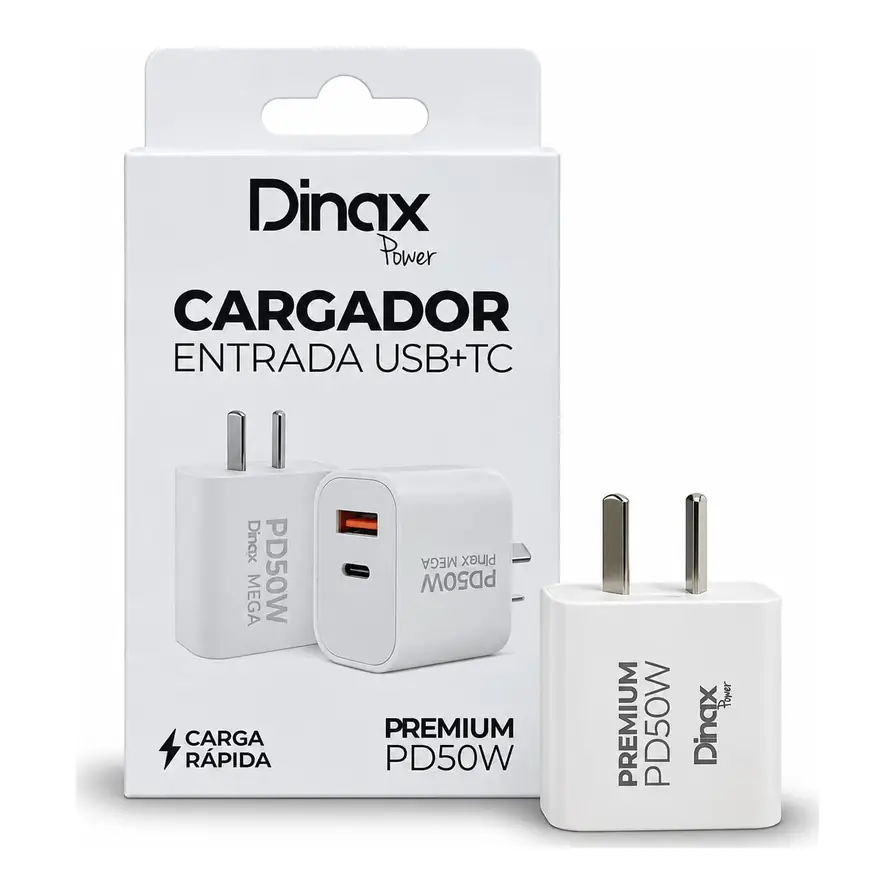 Dinax
Power
CARGADOR
ENTRADA USB+TC
PD50W
Dinax MEGA
PD50W
PInaX MEGA
CARGA
RÁPIDA
PREMIUM
PD50W
PREMIUM
PD50W
Dinax
Power